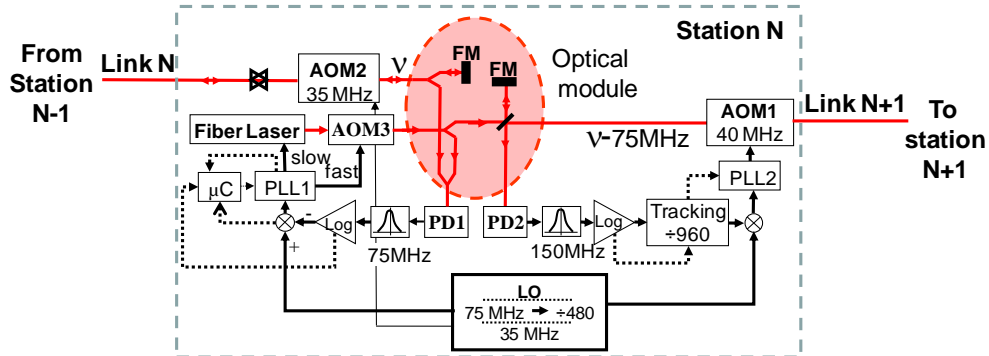 Station N
From
Station
N-1
Link N
AOM2
35 MHz
ν
FM
FM
Optical
module
AOM1
40 MHz
Link N+1
To
station
N+1
Fiber Laser
AOM3
ν-75MHz
slow
fast
μC
PLL1
PLL2
-
Log
75MHz
PD1
PD2
150MHz
Log
Tracking
÷960
+
LO
75 MHz ÷480
35 MHz